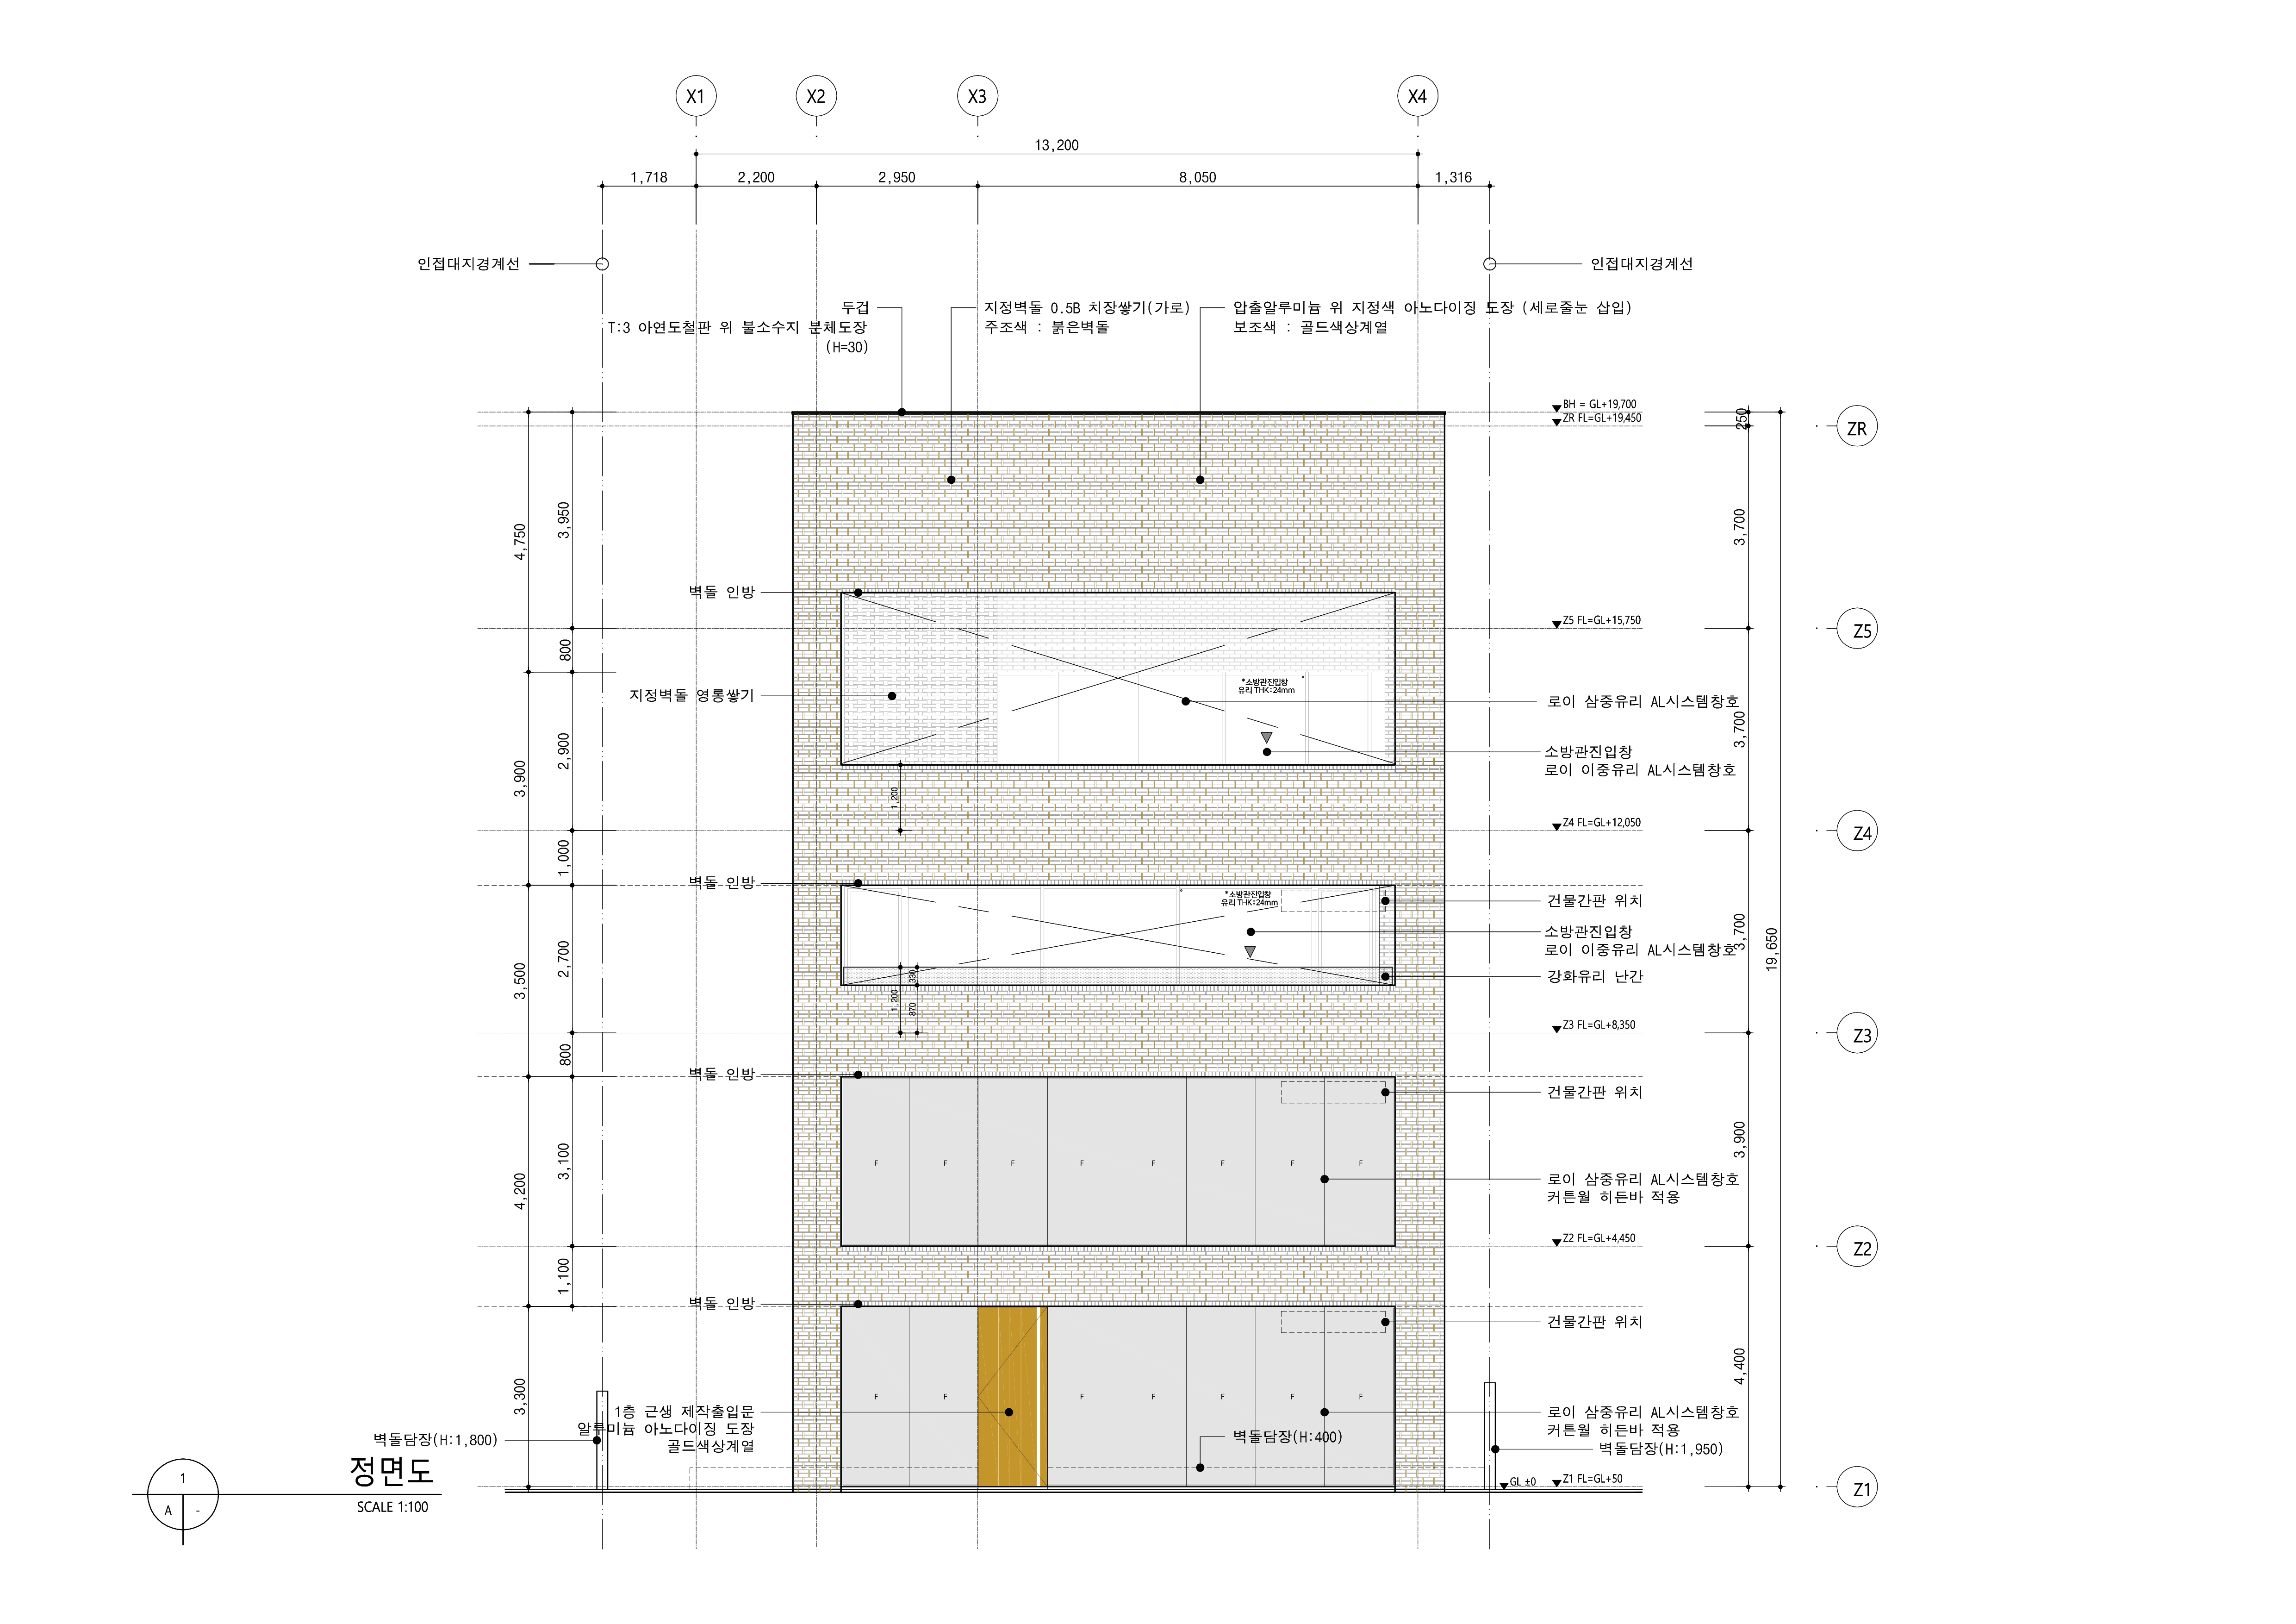 X1
X2
X3
X4
13,200
1,718
2,200
2,950
8,050
1,316
인접대지경계선
인접대지경계선
두겁
T:3 아연도철판 위 불소수지 분체도장
(H=30)
지정벽돌 0.5B 치장쌓기(가로)
주조색 : 붉은벽돌
압출알루미늄 위 지정색 아노다이징 도장 (세로줄눈 삽입)
보조색 : 골드색상계열
BH = GL+19,700
ZR FL=GL+19,450
250
ZR
4,750
3,950
3,700
벽돌 인방
Z5 FL=GL+15,750
Z5
800
지정벽돌 영롱쌓기
*소방관진입창
유리 THK:24mm
*
로이 삼중유리 AL시스템창호
3,700
소방관진입창
로이 이중유리 AL시스템창호
3,900
2,900
1,200
Z4 FL=GL+12,050
Z4
1,000
벽돌 인방
*
*소방관진입창
유리 THK:24mm
건물간판 위치
소방관진입창
로이 이중유리 AL시스템창호
3,700
19,650
강화유리 난간
3,500
2,700
1,200
330
870
Z3 FL=GL+8,350
Z3
800
벽돌 인방
건물간판 위치
4,200
3,100
F
F
F
F
F
F
F
F
3,900
로이 삼중유리 AL시스템창호
커튼월 히든바 적용
Z2 FL=GL+4,450
Z2
1,100
벽돌 인방
건물간판 위치
3,300
F
F
F
F
F
F
F
4,400
1층 근생 제작출입문
알루미늄 아노다이징 도장
골드색상계열
로이 삼중유리 AL시스템창호
커튼월 히든바 적용
벽돌담장(H:1,800)
벽돌담장(H:400)
벽돌담장(H:1,950)
GL ±0
Z1 FL=GL+50
Z1
1
A
-
정면도
SCALE 1:100